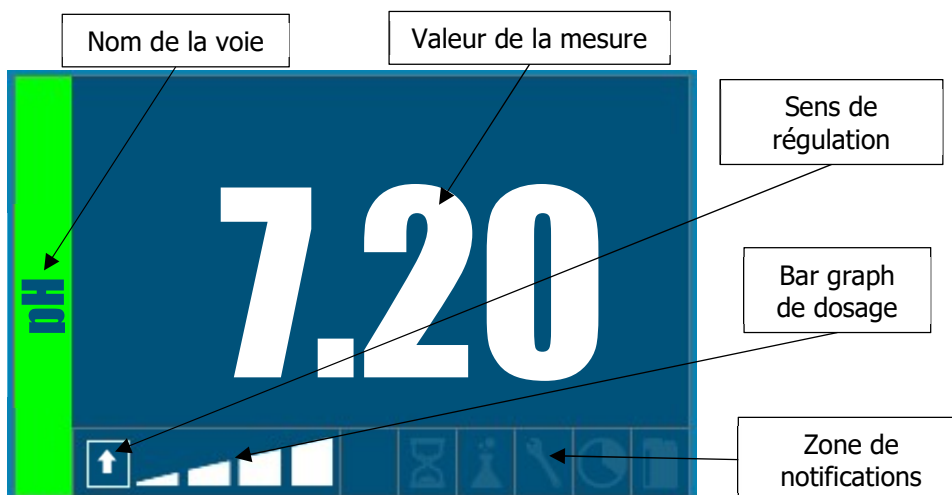 Nom de la voie
Valeur de la mesure
Sens de
régulation
7.20
pH
Bar graph
de dosage
Zone de
notifications